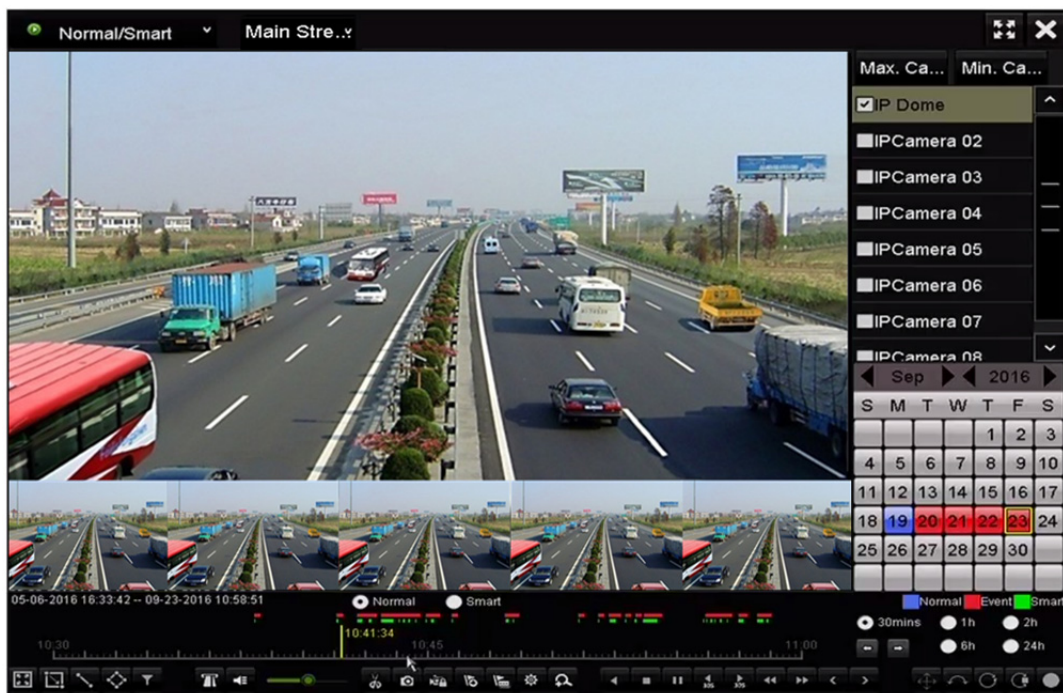 Normal/Smart
Main Stre...
Max. Ca...
Min. Ca...
IP Dome
IPCamera 02
IPCamera 03
IPCamera 04
IPCamera 05
IPCamera 06
IPCamera 07
IPCamera 08
Sep
2016
S M T W T F S
1 2 3
4 5 6 7 8 9 10
11 12 13 14 15 16 17
18 19 20 21 22 23 24
25 26 27 28 29 30
05-06-2016 16:33:42 -- 09-23-2016 10:58:51
Normal
Smart
Normal
Event
Smart
30mins
1h
2h
6h
24h
10:41:34
10:30
10:45
11:00
30S
30S